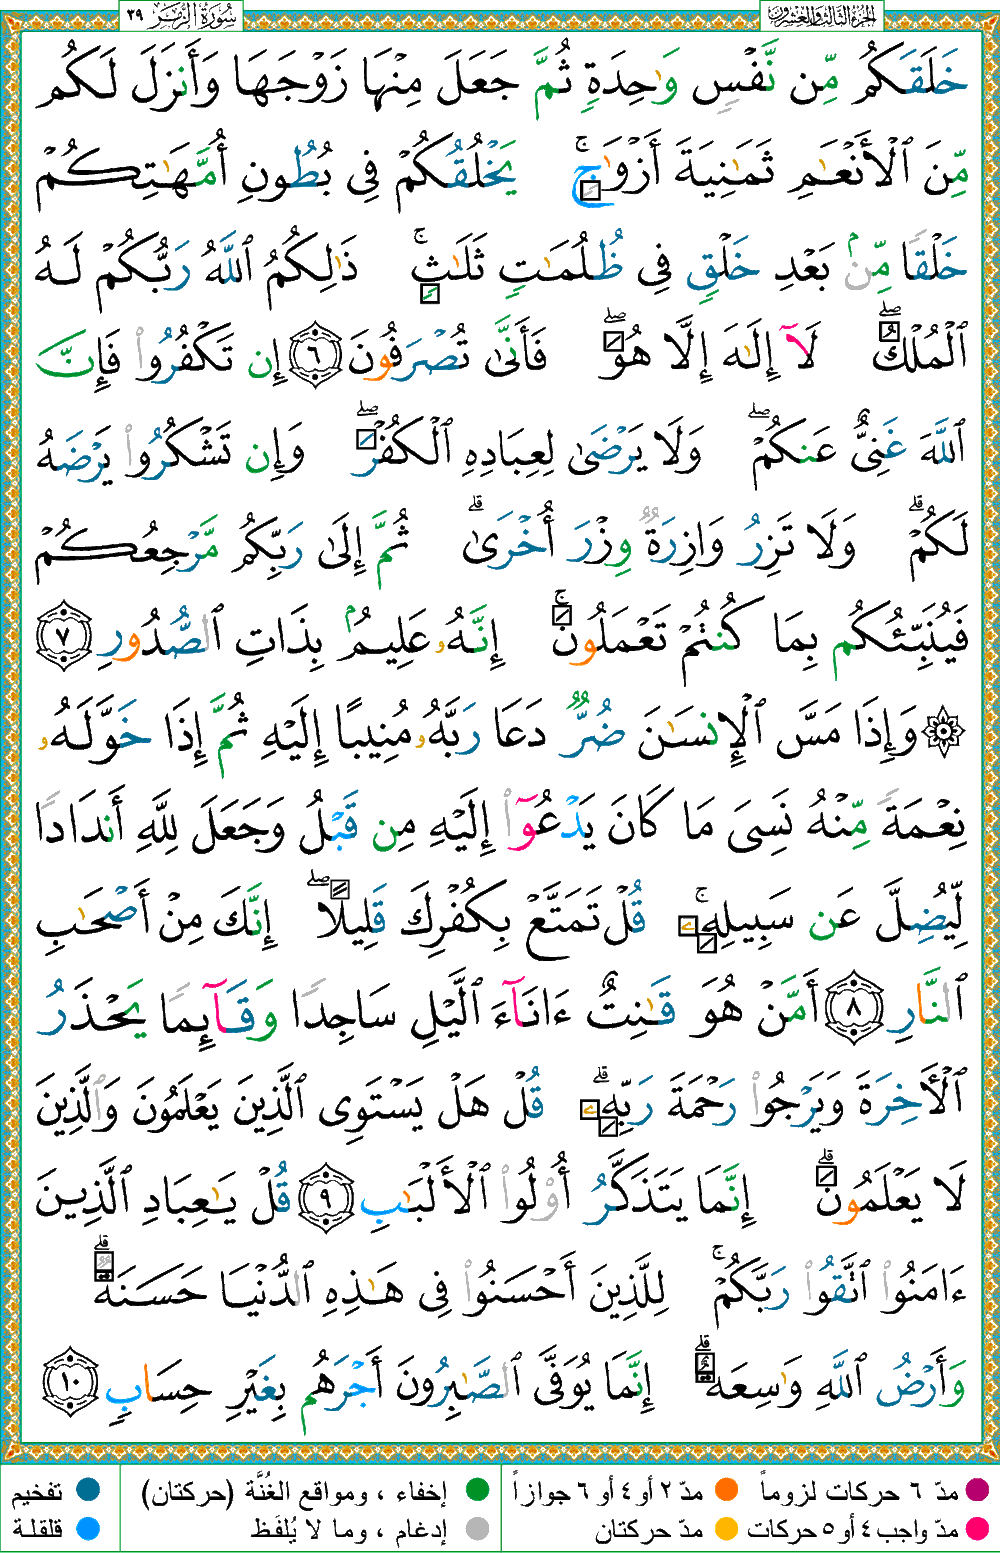 الجزء الثالث والعشرون
سُورَةُ الزُّمَرِ ٣٩
خَلَقَكُم مِّن نَّفْسٍ وَٰحِدَةٍ ثُمَّ جَعَلَ مِنْهَا زَوْجَهَا وَأَنزَلَ لَكُم
مِّنَ ٱلْأَنْعَٰمِ ثَمَٰنِيَةَ أَزْوَٰجٍۚ يَخْلُقُكُمْ فِى بُطُونِ أُمَّهَٰتِكُمْ
خَلْقًا مِّنۢ بَعْدِ خَلْقٍ فِى ظُلُمَٰتٍ ثَلَٰثٍۚ ذَٰلِكُمُ ٱللَّهُ رَبُّكُمْ لَهُ
ٱلْمُلْكُۖ لَآ إِلَٰهَ إِلَّا هُوَۖ فَأَنَّىٰ تُصْرَفُونَ ٦ إِن تَكْفُرُوا۟ فَإِنَّ
ٱللَّهَ غَنِىٌّ عَنكُمْۖ وَلَا يَرْضَىٰ لِعِبَادِهِ ٱلْكُفْرَۖ وَإِن تَشْكُرُوا۟ يَرْضَهُ
لَكُمْۗ وَلَا تَزِرُ وَازِرَةٌ وِزْرَ أُخْرَىٰۗ ثُمَّ إِلَىٰ رَبِّكُم مَّرْجِعُكُمْ
فَيُنَبِّئُكُم بِمَا كُنتُمْ تَعْمَلُونَۚ إِنَّهُۥ عَلِيمٌۢ بِذَاتِ ٱلصُّدُورِ ٧
۞ وَإِذَا مَسَّ ٱلْإِنسَٰنَ ضُرٌّ دَعَا رَبَّهُۥ مُنِيبًا إِلَيْهِ ثُمَّ إِذَا خَوَّلَهُۥ
نِعْمَةً مِّنْهُ نَسِىَ مَا كَانَ يَدْعُوٓا۟ إِلَيْهِ مِن قَبْلُ وَجَعَلَ لِلَّهِ أَندَادًا
لِّيُضِلَّ عَن سَبِيلِهِۦۚ قُلْ تَمَتَّعْ بِكُفْرِكَ قَلِيلًاۖ إِنَّكَ مِنْ أَصْحَٰبِ
ٱلنَّارِ ٨ أَمَّنْ هُوَ قَٰنِتٌ ءَانَآءَ ٱلَّيْلِ سَاجِدًا وَقَآئِمًا يَحْذَرُ
ٱلْءَاخِرَةَ وَيَرْجُوا۟ رَحْمَةَ رَبِّهِۦۗ قُلْ هَلْ يَسْتَوِى ٱلَّذِينَ يَعْلَمُونَ وَٱلَّذِينَ
لَا يَعْلَمُونَۗ إِنَّمَا يَتَذَكَّرُ أُو۟لُوا۟ ٱلْأَلْبَٰبِ ٩ قُلْ يَٰعِبَادِ ٱلَّذِينَ
ءَامَنُوا۟ ٱتَّقُوا۟ رَبَّكُمْۚ لِلَّذِينَ أَحْسَنُوا۟ فِى هَٰذِهِ ٱلدُّنْيَا حَسَنَةٌۗ
وَأَرْضُ ٱللَّهِ وَٰسِعَةٌۗ إِنَّمَا يُوَفَّى ٱلصَّٰبِرُونَ أَجْرَهُم بِغَيْرِ حِسَابٍ ١٠
مدّ ٦ حركات لزوماً مدّ ٢ أو ٤ أو ٦ جوازاً إخفاء ، ومواقع الغُنَّة (حركتان) تفخيم
مدّ واجب ٤ أو ٥ حركات مدّ حركتان إدغام ، وما لا يُلفَظ قلقلة